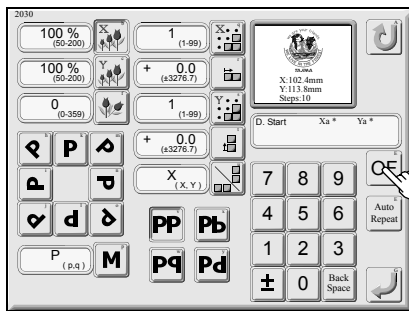 2030
100 %
(50-200)
X
1
(1-99)
X
100 %
(50-200)
Y
+ 0.0
(±3276.7)
0
(0-359)
1
(1-99)
Y
+ 0.0
(±3276.7)
X
(X, Y)
P P P
P P
P P P
P
(p,q)
M
PP Pb
Pq Pd
TAJIMA
X:102.4mm
Y:113.8mm
Steps:10
D. Start Xa * Ya *
7 8 9
4 5 6
1 2 3
± 0 Back
Space
Auto
Repeat